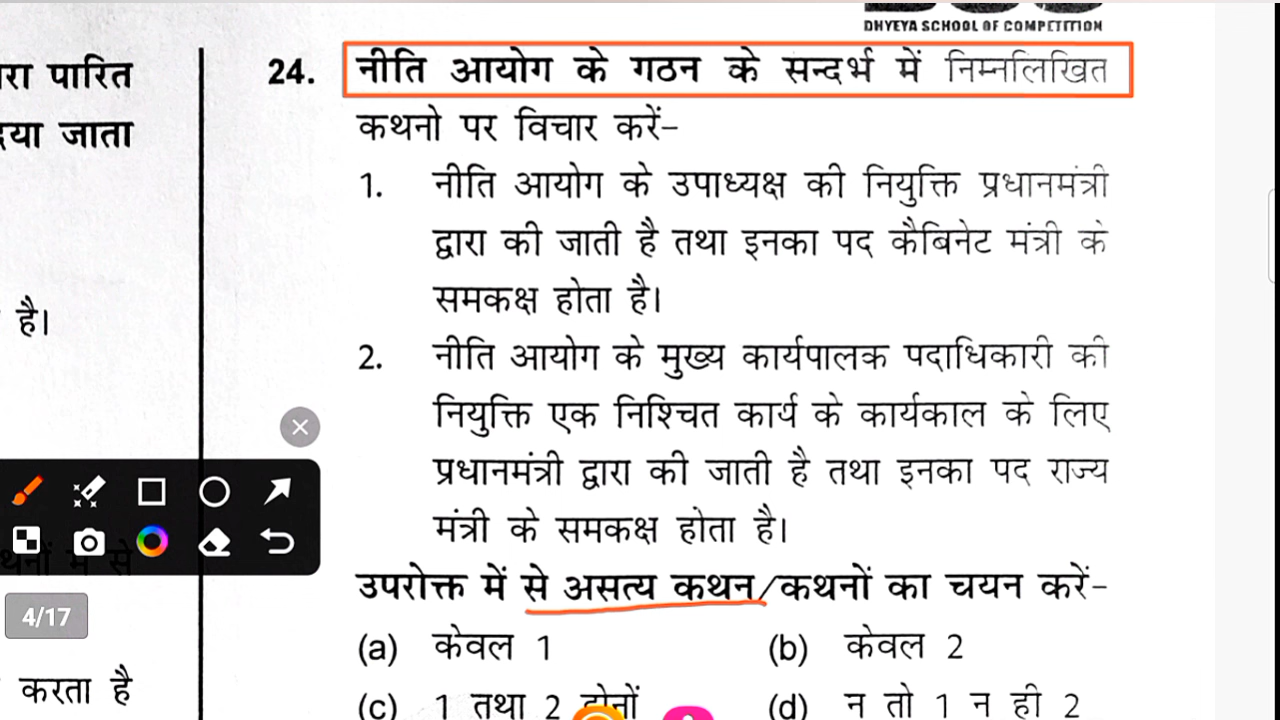 DHYEYA SCHOOL OF COMPETITION
रा पारित
दया जाता
है।
थनों में से
4/17
करता है
24. नीति आयोग के गठन के सन्दर्भ में निम्नलिखित
कथनो पर विचार करें–
1. नीति आयोग के उपाध्यक्ष की नियुक्ति प्रधानमंत्री
द्वारा की जाती है तथा इनका पद कैबिनेट मंत्री के
समकक्ष होता है।
2. नीति आयोग के मुख्य कार्यपालक पदाधिकारी की
नियुक्ति एक निश्चित कार्य के कार्यकाल के लिए
प्रधानमंत्री द्वारा की जाती है तथा इनका पद राज्य
मंत्री के समकक्ष होता है।
उपरोक्त में से असत्य कथन/कथनों का चयन करें–
(a) केवल 1 (b) केवल 2
(c) 1 तथा 2 दोनों (d) न तो 1 न ही 2